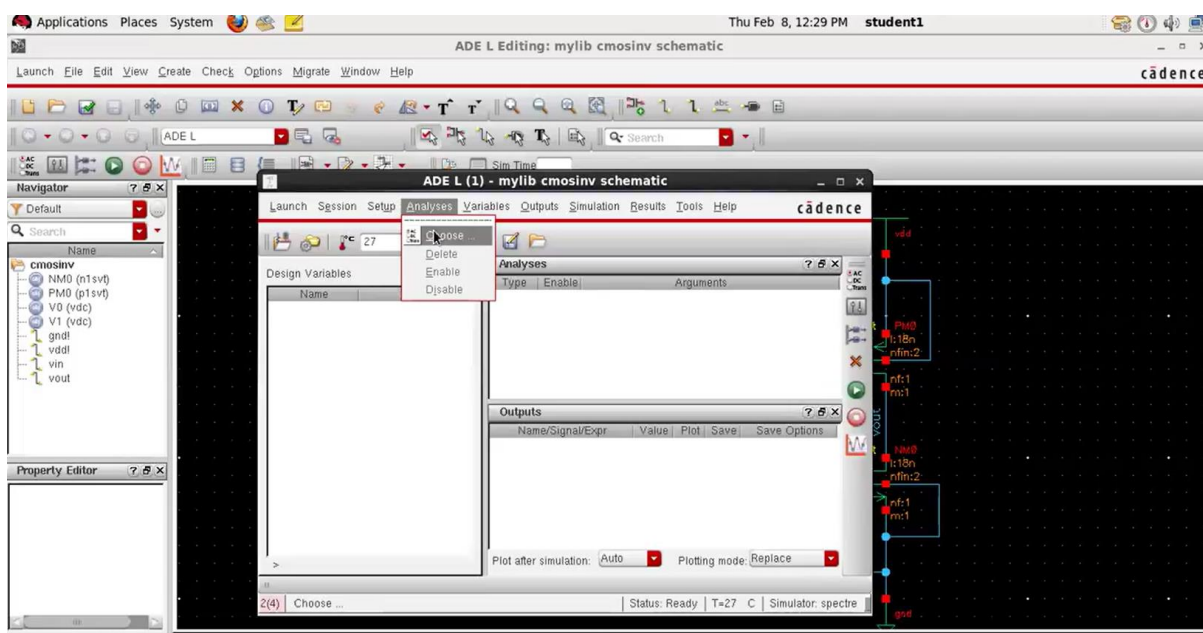 Applications Places System Thu Feb 8, 12:29 PM student1
ADE L Editing: mylib cmosinv schematic
Launch File Edit View Create Check Options Migrate Window Help cādence
ADE L Search
Sim Time
Navigator
Default
Search
Name
cmosinv
NM0 (n1svt)
PM0 (p1svt)
V0 (vdc)
V1 (vdc)
gnd!
vdd!
vin
vout
Property Editor
ADE L (1) - mylib cmosinv schematic
Launch Session Setup Analyses Variables Outputs Simulation Results Tools Help cādence
27
Choose ...
Delete
Enable
Disable
Design Variables
Name
Analyses
Type Enable Arguments
AC
DC
Trans
Outputs
Name/Signal/Expr Value Plot Save Save Options
Plot after simulation: Auto Plotting mode: Replace
>
2(4) Choose ... Status: Ready T=27 C Simulator: spectre
vdd
PM0
l:18n
nfin:2
nf:1
m:1
vout
NM0
l:18n
nfin:2
nf:1
m:1
gnd